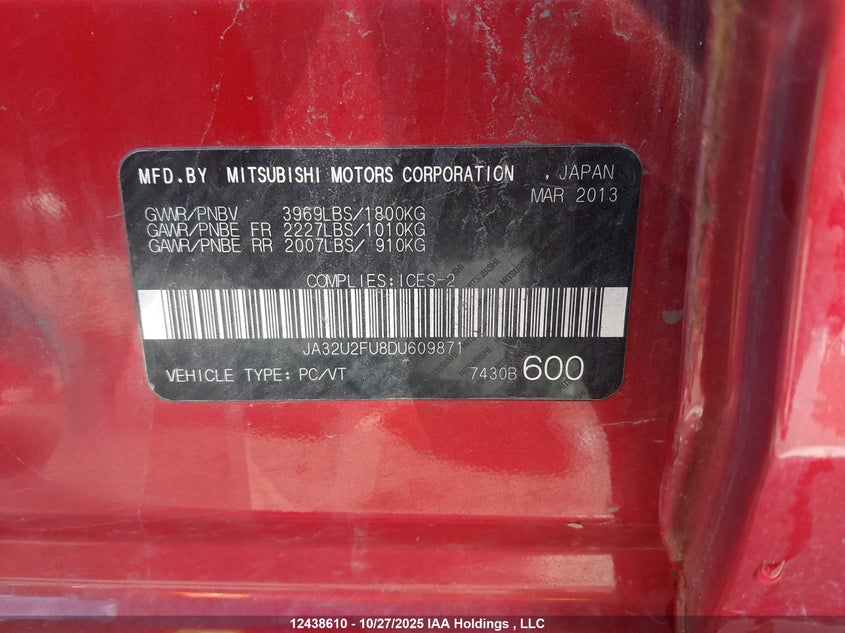 MFD.BY MITSUBISHI MOTORS CORPORATION , JAPAN
MAR 2013
GVWR/PNBV 3969LBS/1800KG
GAWR/PNBE FR 2227LBS/1010KG
GAWR/PNBE RR 2007LBS/ 910KG
COMPLIES:ICES-2
JA32U2FU8DU609871
VEHICLE TYPE: PC/VT 7430B 600
12438610 - 10/27/2025 IAA Holdings , LLC